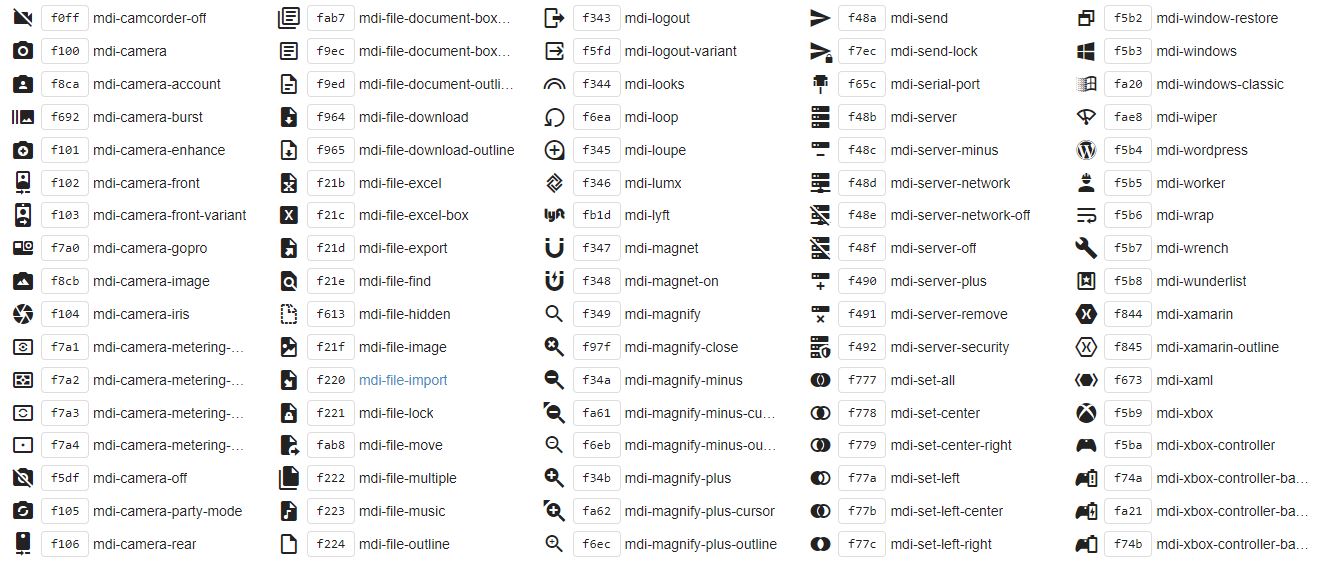 f0ff mdi-camcorder-off
f100 mdi-camera
f8ca mdi-camera-account
f692 mdi-camera-burst
f101 mdi-camera-enhance
f102 mdi-camera-front
f103 mdi-camera-front-variant
f7a0 mdi-camera-gopro
f8cb mdi-camera-image
f104 mdi-camera-iris
f7a1 mdi-camera-metering-...
f7a2 mdi-camera-metering-...
f7a3 mdi-camera-metering-...
f7a4 mdi-camera-metering-...
f5df mdi-camera-off
f105 mdi-camera-party-mode
f106 mdi-camera-rear
fab7 mdi-file-document-box...
f9ec mdi-file-document-box...
f9ed mdi-file-document-outli...
f964 mdi-file-download
f965 mdi-file-download-outline
f21b mdi-file-excel
f21c mdi-file-excel-box
f21d mdi-file-export
f21e mdi-file-find
f613 mdi-file-hidden
f21f mdi-file-image
f220 mdi-file-import
f221 mdi-file-lock
fab8 mdi-file-move
f222 mdi-file-multiple
f223 mdi-file-music
f224 mdi-file-outline
f343 mdi-logout
f5fd mdi-logout-variant
f344 mdi-looks
f6ea mdi-loop
f345 mdi-loupe
f346 mdi-lumx
fb1d mdi-lyft
f347 mdi-magnet
f348 mdi-magnet-on
f349 mdi-magnify
f97f mdi-magnify-close
f34a mdi-magnify-minus
fa61 mdi-magnify-minus-cu...
f6eb mdi-magnify-minus-ou...
f34b mdi-magnify-plus
fa62 mdi-magnify-plus-cursor
f6ec mdi-magnify-plus-outline
f48a mdi-send
f7ec mdi-send-lock
f65c mdi-serial-port
f48b mdi-server
f48c mdi-server-minus
f48d mdi-server-network
f48e mdi-server-network-off
f48f mdi-server-off
f490 mdi-server-plus
f491 mdi-server-remove
f492 mdi-server-security
f777 mdi-set-all
f778 mdi-set-center
f779 mdi-set-center-right
f77a mdi-set-left
f77b mdi-set-left-center
f77c mdi-set-left-right
f5b2 mdi-window-restore
f5b3 mdi-windows
fa20 mdi-windows-classic
fae8 mdi-wiper
f5b4 mdi-wordpress
f5b5 mdi-worker
f5b6 mdi-wrap
f5b7 mdi-wrench
f5b8 mdi-wunderlist
f844 mdi-xamarin
f845 mdi-xamarin-outline
f673 mdi-xaml
f5b9 mdi-xbox
f5ba mdi-xbox-controller
f74a mdi-xbox-controller-ba...
fa21 mdi-xbox-controller-ba...
f74b mdi-xbox-controller-ba...